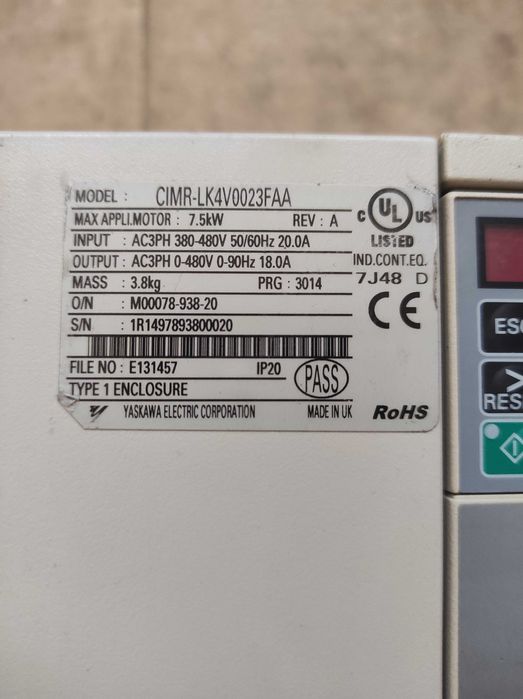 MODEL : CIMR-LK4V0023FAA
MAX APPLI.MOTOR : 7.5kW REV : A
INPUT : AC3PH 380-480V 50/60Hz 20.0A
OUTPUT : AC3PH 0-480V 0-90Hz 18.0A
MASS : 3.8kg PRG : 3014
O/N : M00078-938-20
S/N : 1R1497893800020
FILE NO : E131457 IP20
TYPE 1 ENCLOSURE
PASS
YASKAWA ELECTRIC CORPORATION MADE IN UK
C UL US
LISTED
IND.CONT.EQ.
7J48 D
CE
RoHS
ESC
>
RES